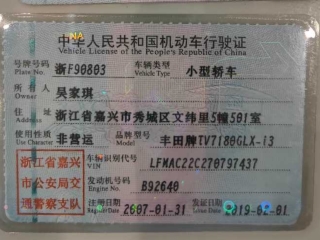 NA
中华人民共和国机动车行驶证
Vehicle License of the People's Republic of China
号牌号码 浙F90803 车辆类型 小型轿车
Plate No. Vehicle Type
所有人 吴家琪
Owner
住址 浙江省嘉兴市秀城区文纬里5幢501室
Address
使用性质 非营运 品牌型号 丰田牌TV7180GLX-i3
Use Character Model
浙江省嘉兴市公安局交通警察支队
车辆识别代号 LFMAC22C270797437
VIN
发动机号码 B92640
Engine No.
注册日期 2007-01-31 发证日期 2019-02-01
Register Date Issue Date